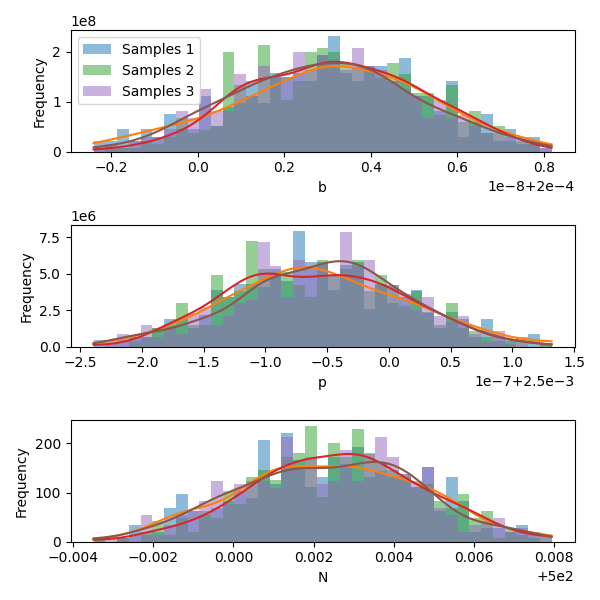 1e8
2
1
0
Frequency
Samples 1
Samples 2
Samples 3
−0.2 0.0 0.2 0.4 0.6 0.8
1e−8+2e−4
b
1e6
7.5
5.0
2.5
0.0
Frequency
−2.5 −2.0 −1.5 −1.0 −0.5 0.0 0.5 1.0 1.5
1e−7+2.5e−3
p
200
100
0
Frequency
−0.004 −0.002 0.000 0.002 0.004 0.006 0.008
+5e2
N